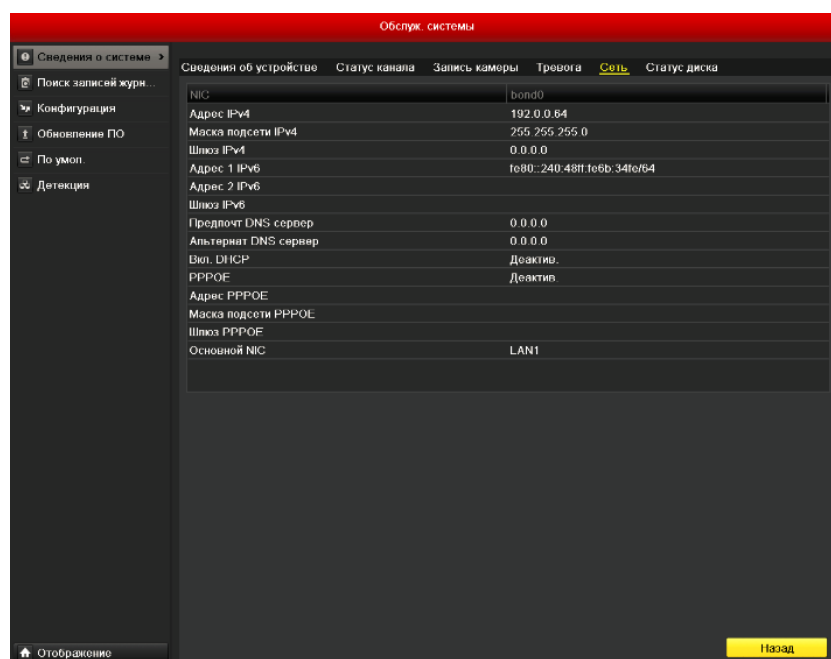 Обслуж. системы
Сведения о системе >
Поиск записей журн...
Конфигурация
Обновление ПО
По умол.
Детекция
Отображение
Сведения об устройстве Статус канала Запись камеры Тревога Сеть Статус диска
NIC bond0
Адрес IPv4 192.0.0.64
Маска подсети IPv4 255.255.255.0
Шлюз IPv4 0.0.0.0
Адрес 1 IPv6 fe80::240:48ff:fe6b:34fe/64
Адрес 2 IPv6
Шлюз IPv6
Предпочт DNS сервер 0.0.0.0
Альтернат DNS сервер 0.0.0.0
Вкл. DHCP Деактив.
PPPOE Деактив.
Адрес PPPOE
Маска подсети PPPOE
Шлюз PPPOE
Основной NIC LAN1
Назад